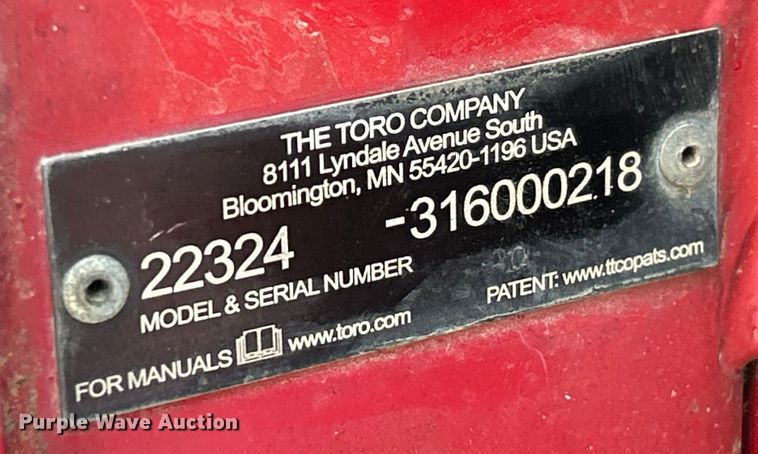 THE TORO COMPANY
8111 Lyndale Avenue South
Bloomington, MN 55420-1196 USA
22324 -316000218
MODEL & SERIAL NUMBER
PATENT: www.ttcopats.com
FOR MANUALS www.toro.com
Purple Wave Auction